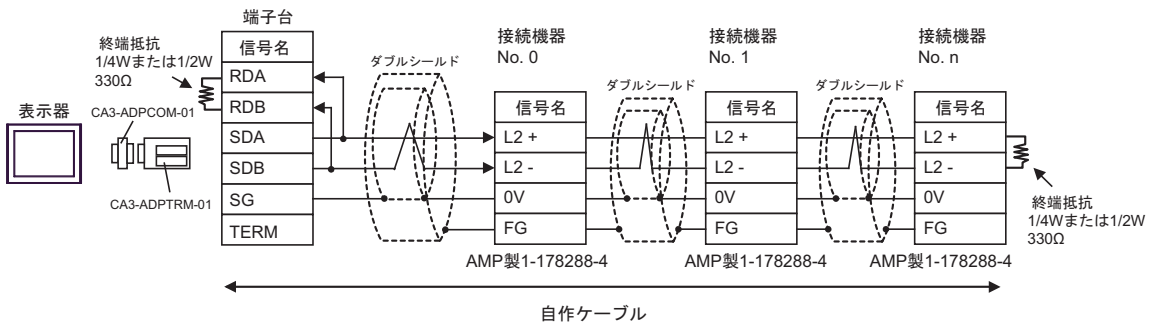 端子台
信号名
RDA
RDB
SDA
SDB
SG
TERM
終端抵抗
1/4Wまたは1/2W
330Ω
表示器
CA3-ADPCOM-01
CA3-ADPTRM-01
ダブルシールド
接続機器
No. 0
信号名
L2 +
L2 -
0V
FG
AMP製1-178288-4
ダブルシールド
接続機器
No. 1
信号名
L2 +
L2 -
0V
FG
AMP製1-178288-4
ダブルシールド
接続機器
No. n
信号名
L2 +
L2 -
0V
FG
AMP製1-178288-4
終端抵抗
1/4Wまたは1/2W
330Ω
自作ケーブル